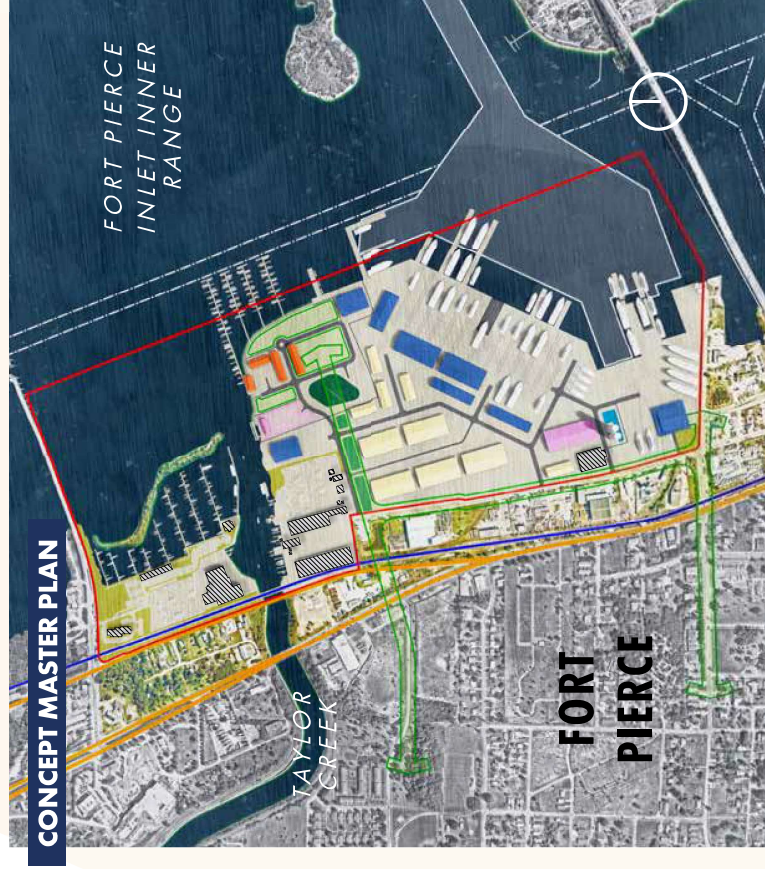 CONCEPT MASTER PLAN
FORT PIERCE
INLET INNER
RANGE
TAYLOR
CREEK
FORT
PIERCE